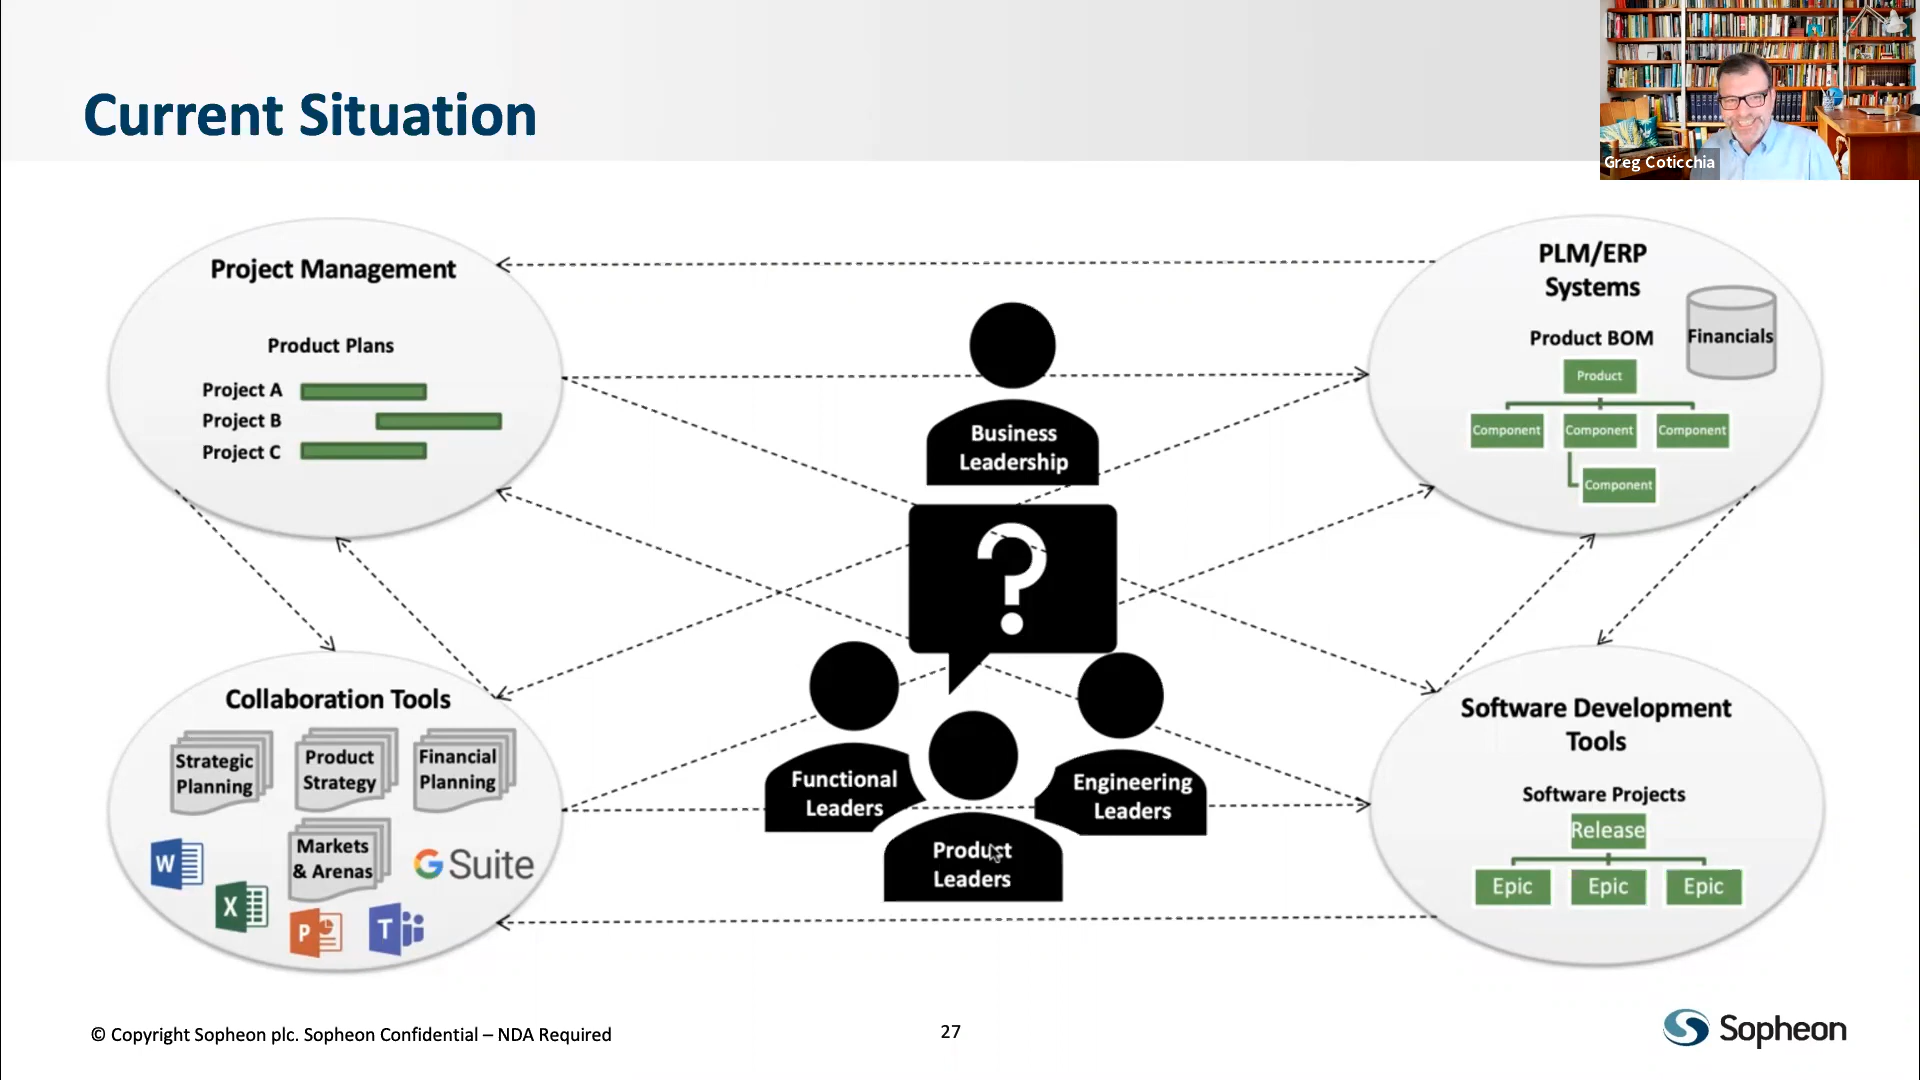 Current Situation
Greg Coticchia
Project Management
Product Plans
Project A
Project B
Project C
PLM/ERP
Systems
Product BOM
Financials
Product
Component
Component
Component
Component
Business
Leadership
?
Functional
Leaders
Engineering
Leaders
Product
Leaders
Collaboration Tools
Strategic
Planning
Product
Strategy
Financial
Planning
Markets
& Arenas
W
X
P
T
G Suite
Software Development
Tools
Software Projects
Release
Epic
Epic
Epic
© Copyright Sopheon plc. Sopheon Confidential – NDA Required
27
Sopheon